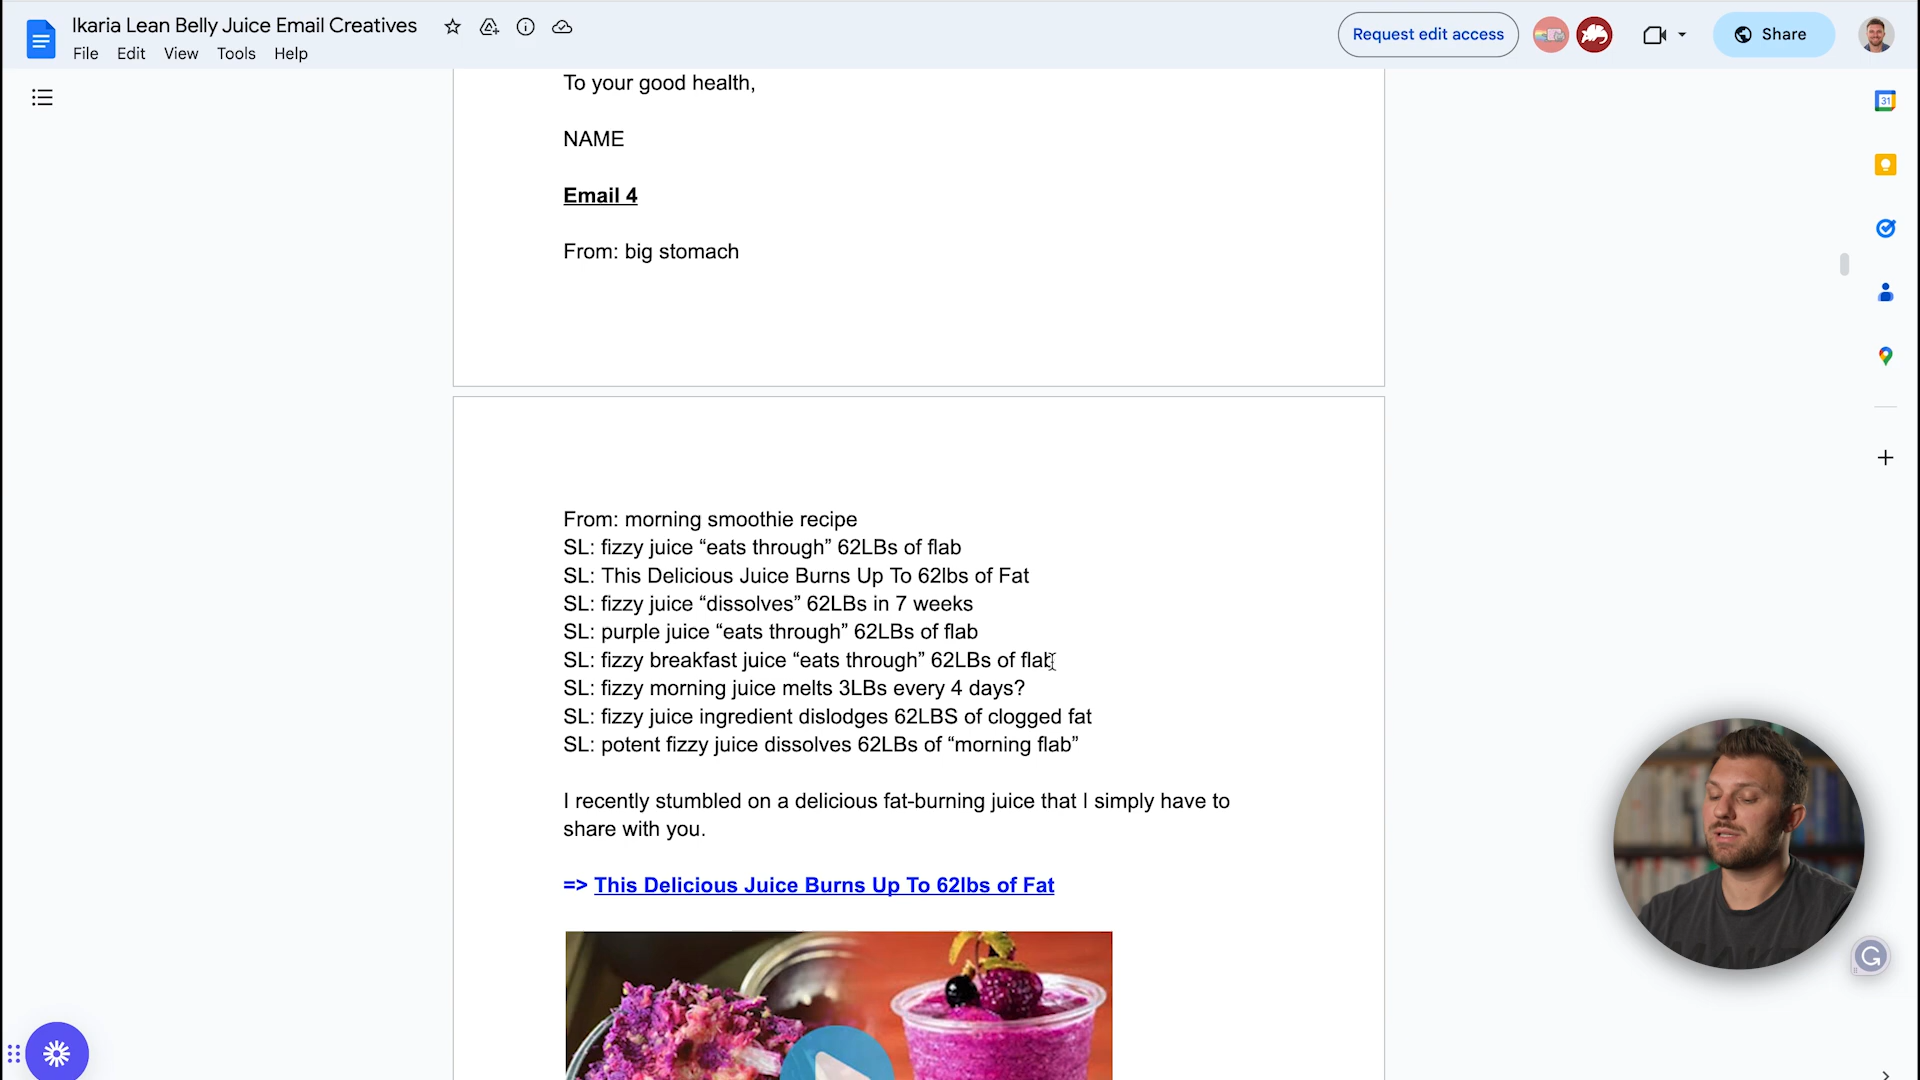 Ikaria Lean Belly Juice Email Creatives
File Edit View Tools Help
Request edit access
Share
31
To your good health,
NAME
Email 4
From: big stomach
From: morning smoothie recipe
SL: fizzy juice “eats through” 62LBs of flab
SL: This Delicious Juice Burns Up To 62lbs of Fat
SL: fizzy juice “dissolves” 62LBs in 7 weeks
SL: purple juice “eats through” 62LBs of flab
SL: fizzy breakfast juice “eats through” 62LBs of flab
SL: fizzy morning juice melts 3LBs every 4 days?
SL: fizzy juice ingredient dislodges 62LBS of clogged fat
SL: potent fizzy juice dissolves 62LBs of “morning flab”
I recently stumbled on a delicious fat-burning juice that I simply have to
share with you.
=> This Delicious Juice Burns Up To 62lbs of Fat